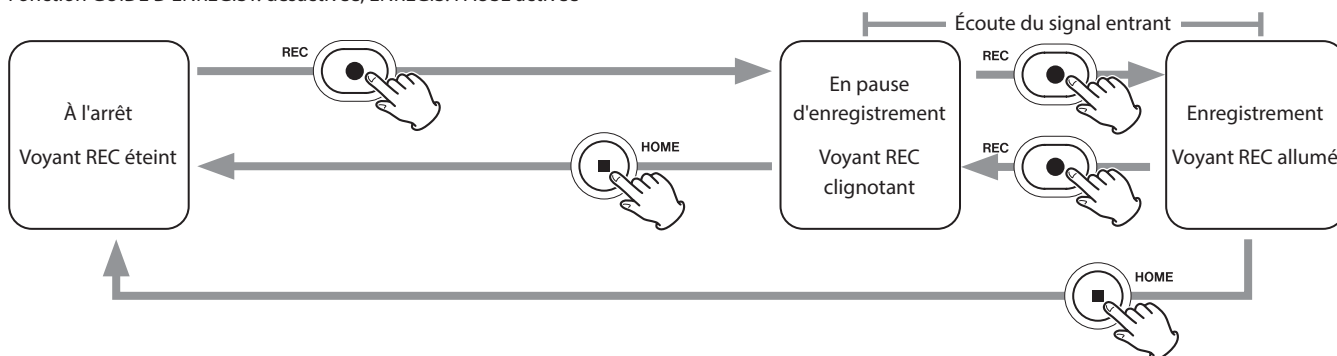 Écoute du signal entrant
REC
REC
À l'arrêt
Voyant REC éteint
En pause
d'enregistrement
Voyant REC
clignotant
Enregistrement
Voyant REC allumé
HOME
REC
HOME